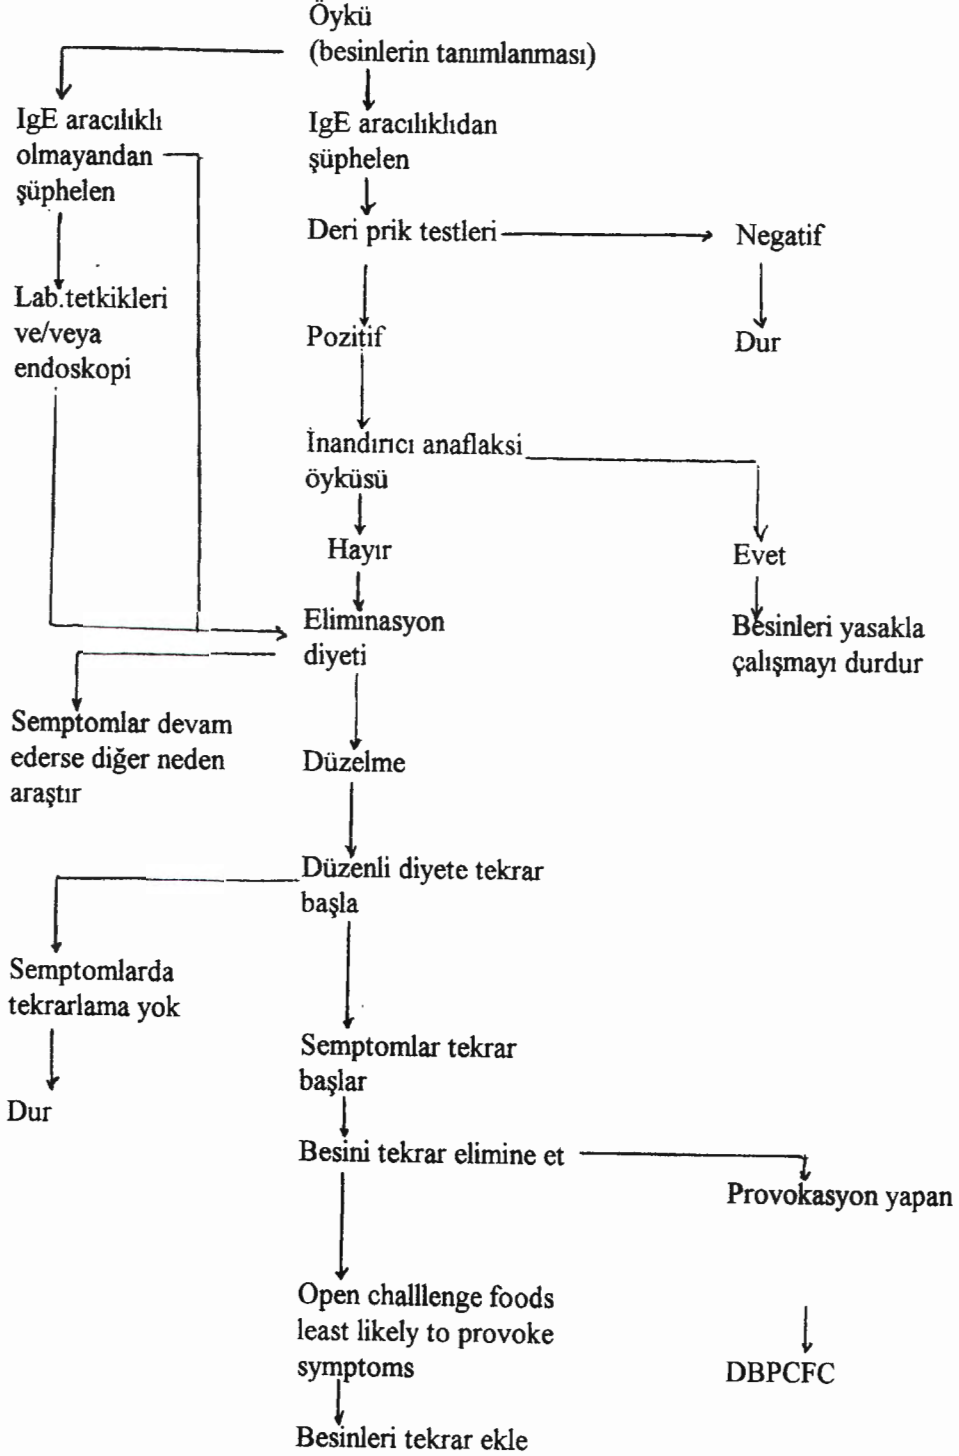 Öykü
(besinlerin tanımlanması)
IgE aracılıklı
olmayandan
şüphelen
IgE aracılıklıdan
şüphelen
Deri prik testleri
Negatif
Lab.tetkikleri
ve/veya
endoskopi
Pozitif
Dur
İnandırıcı anaflaksi
öyküsü
Hayır
Evet
Eliminasyon
diyeti
Besinleri yasakla
çalışmayı durdur
Semptomlar devam
ederse diğer neden
araştır
Düzelme
Düzenli diyete tekrar
başla
Semptomlarda
tekrarlama yok
Semptomlar tekrar
başlar
Dur
Besini tekrar elimine et
Provokasyon yapan
Open challlenge foods
least likely to provoke
symptoms
DBPCFC
Besinleri tekrar ekle